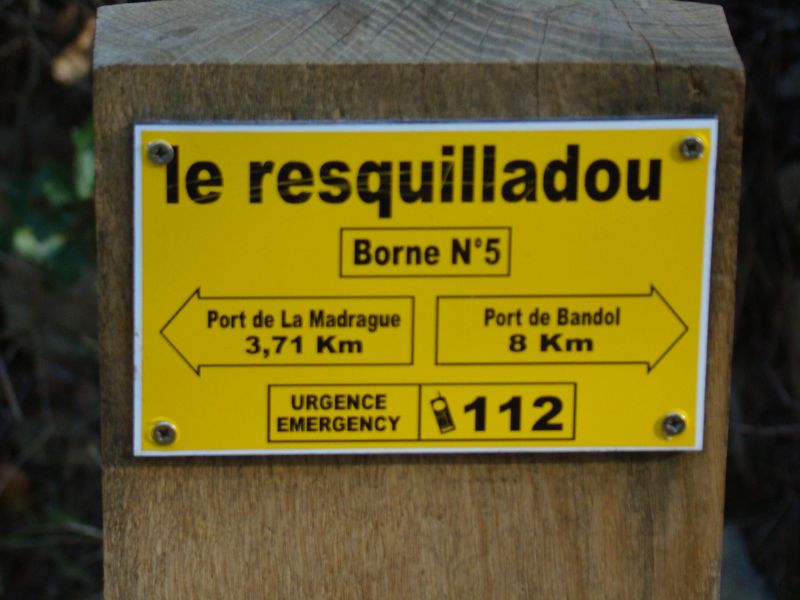 le resquilladou
Borne N°5
Port de La Madrague
3,71 Km
Port de Bandol
8 Km
URGENCE
EMERGENCY
112